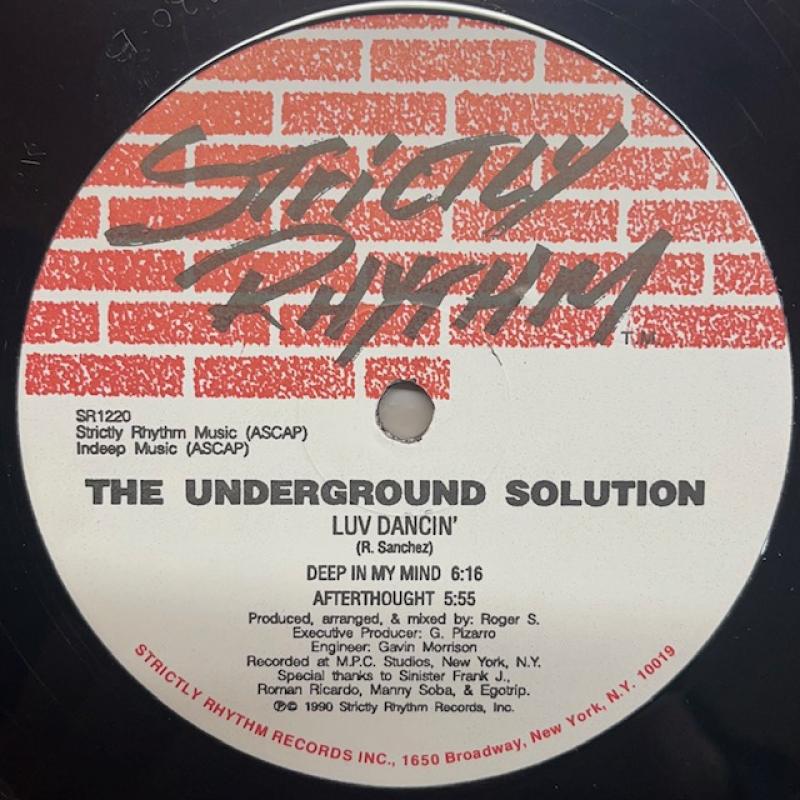 STRICTLY
RHYTHM
T.M.
SR1220
Strictly Rhythm Music (ASCAP)
Indeep Music (ASCAP)
THE UNDERGROUND SOLUTION
LUV DANCIN'
(R. Sanchez)
DEEP IN MY MIND 6:16
AFTERTHOUGHT 5:55
Produced, arranged, & mixed by: Roger S.
Executive Producer: G. Pizarro
Engineer: Gavin Morrison
Recorded at M.P.C. Studios, New York, N.Y.
Special thanks to Sinister Frank J.,
Roman Ricardo, Manny Soba, & Egotrip.
℗© 1990 Strictly Rhythm Records, Inc.
STRICTLY RHYTHM RECORDS INC., 1650 Broadway, New York, N.Y. 10019